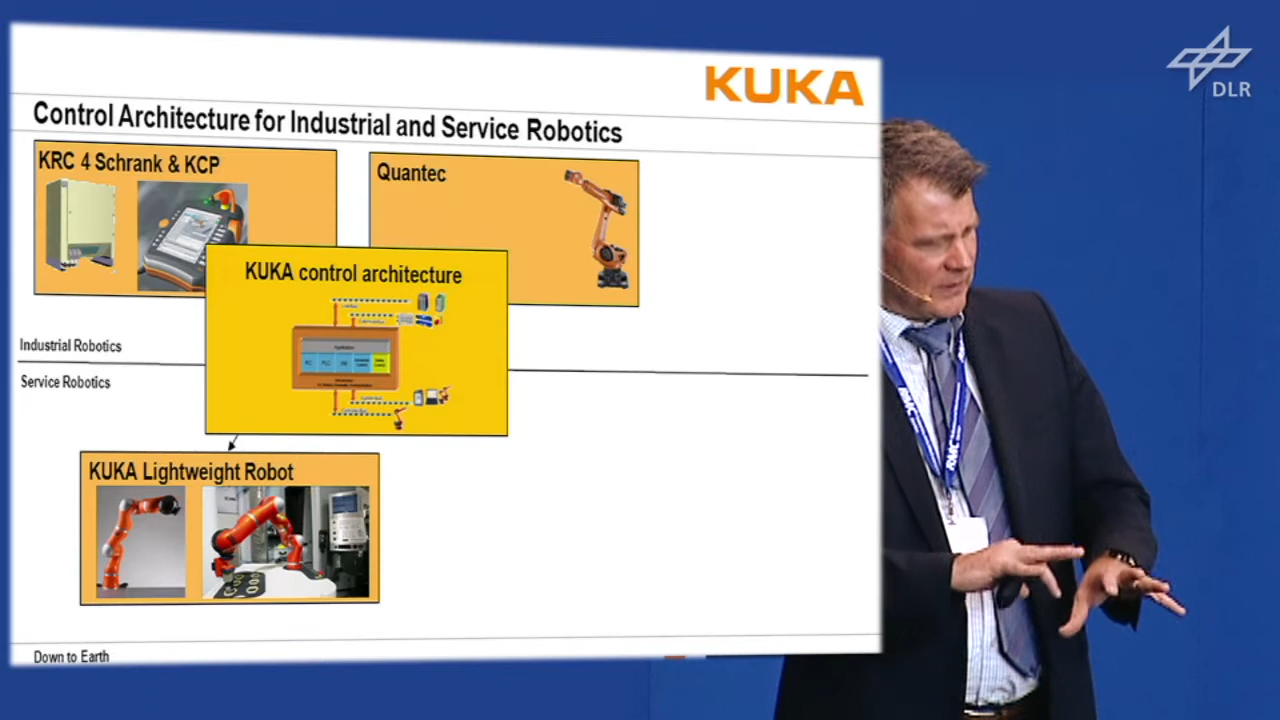 KUKA
DLR
Control Architecture for Industrial and Service Robotics
KRC 4 Schrank & KCP
Quantec
KUKA control architecture
Industrial Robotics
Service Robotics
KUKA Lightweight Robot
Down to Earth